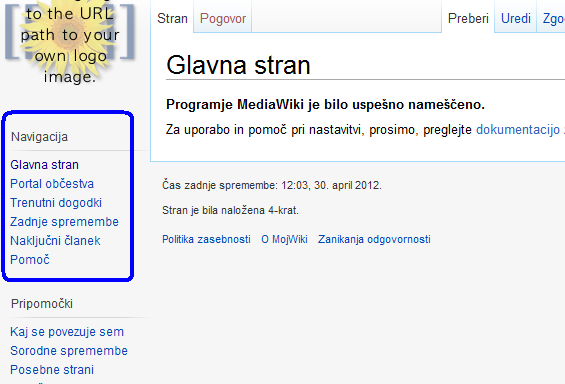 to the URL
path to your
own logo
image.
Stran Pogovor Preberi Uredi
Glavna stran
Programje MediaWiki je bilo uspešno nameščeno.
Za uporabo in pomoč pri nastavitvi, prosimo, preglejte dokumentacijo
Čas zadnje spremembe: 12:03, 30. april 2012.
Stran je bila naložena 4-krat.
Politika zasebnosti O MojWiki Zanikanja odgovornosti
Navigacija
Glavna stran
Portal občestva
Trenutni dogodki
Zadnje spremembe
Naključni članek
Pomoč
Pripomočki
Kaj se povezuje sem
Sorodne spremembe
Posebne strani